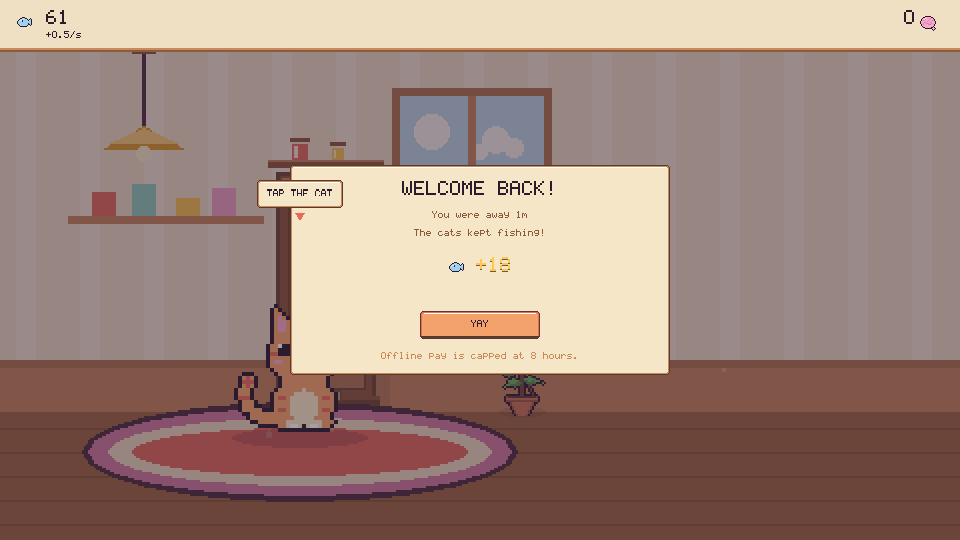 61
+0.5/s
0
TAP THE CAT
WELCOME BACK!
You were away 1m
The cats kept fishing!
+18
YAY
Offline pay is capped at 8 hours.